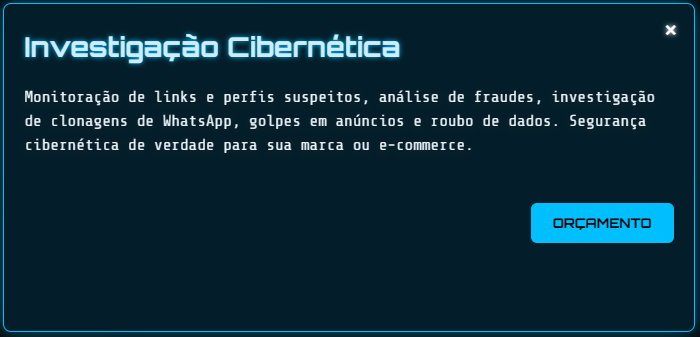 Investigação Cibernética
×
Monitoração de links e perfis suspeitos, análise de fraudes, investigação
de clonagens de WhatsApp, golpes em anúncios e roubo de dados. Segurança
cibernética de verdade para sua marca ou e-commerce.
ORÇAMENTO